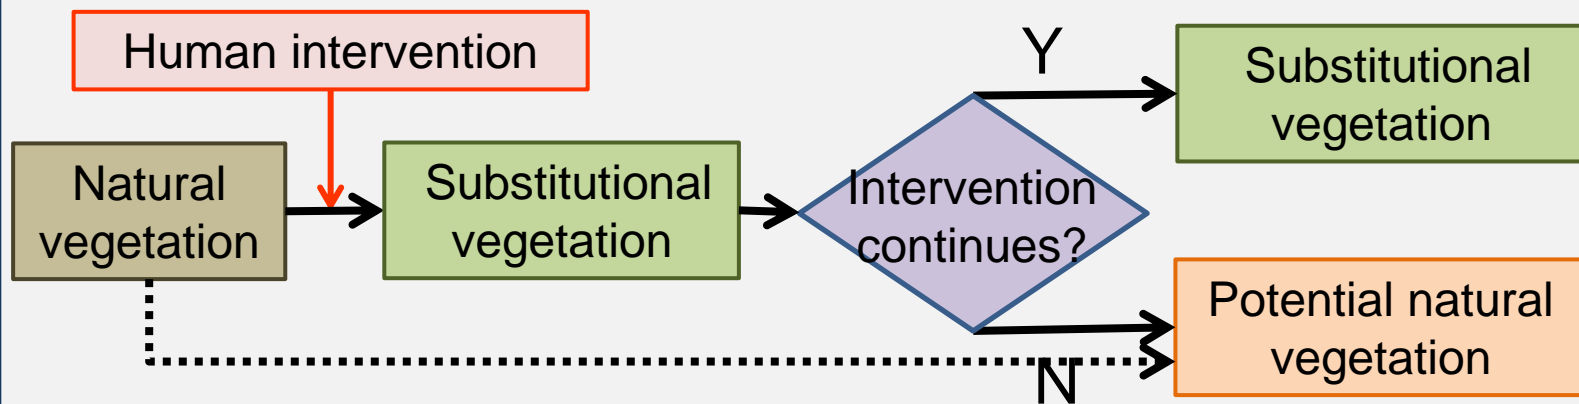 Human intervention
Natural
vegetation
Substitutional
vegetation
Intervention
continues?
Y
Substitutional
vegetation
N
Potential natural
vegetation